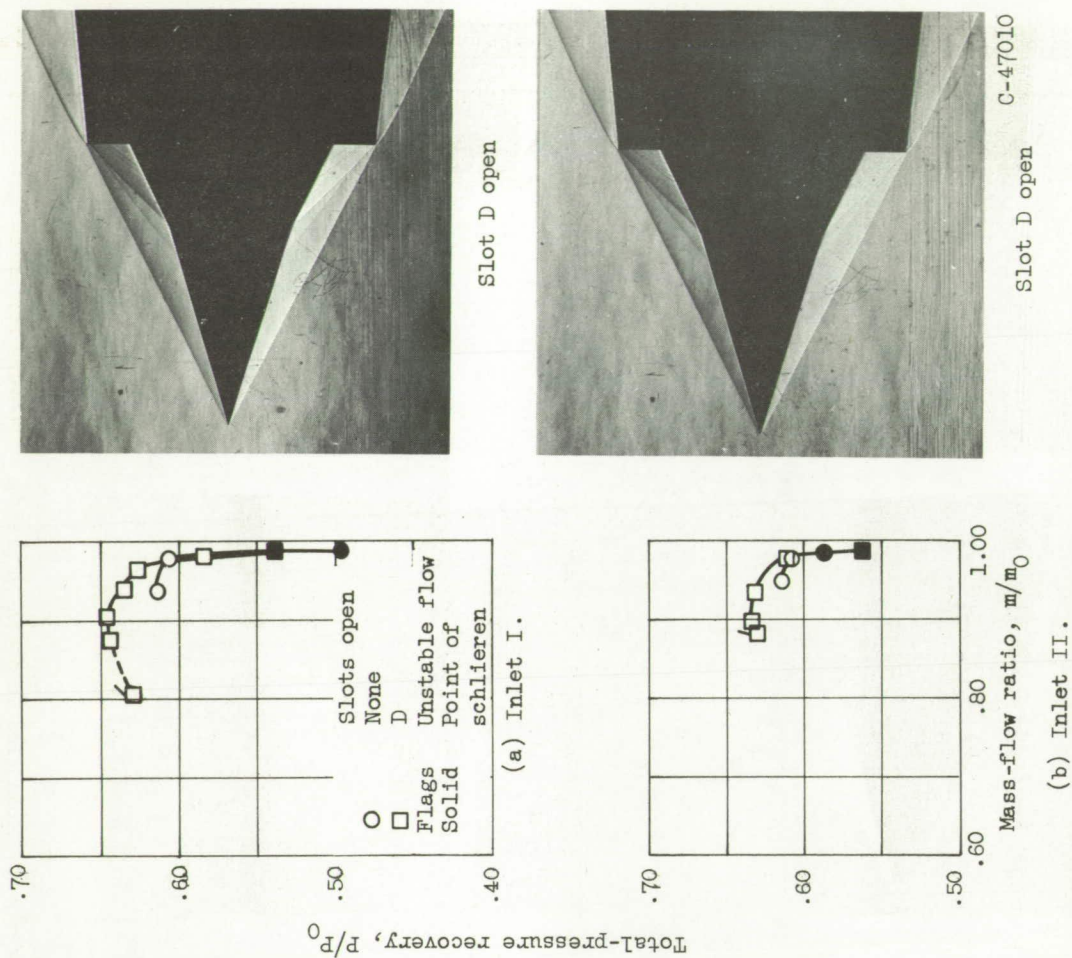 Total-pressure recovery, P/P₀
.70
.60
.50
.40
Slots open
○ None
□ D
Flags Unstable flow
Solid Point of
schlieren
(a) Inlet I.
Slot D open
.70
.60
.50
.60
.80
1.00
Mass-flow ratio, m/m₀
(b) Inlet II.
Slot D open
C-47010